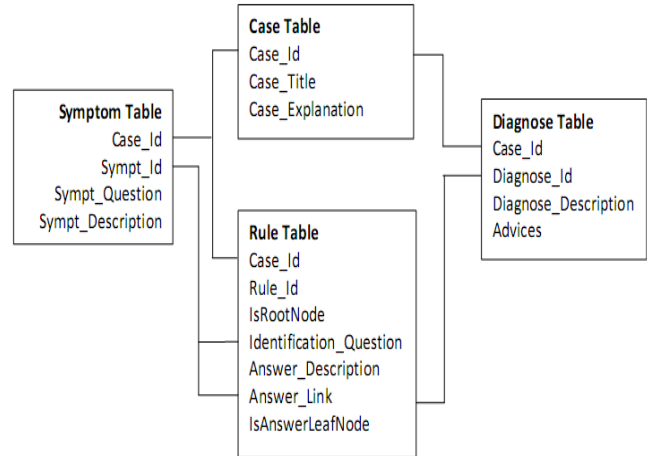 Case Table
Case_Id
Case_Title
Case_Explanation
Symptom Table
Case_Id
Sympt_Id
Sympt_Question
Sympt_Description
Diagnose Table
Case_Id
Diagnose_Id
Diagnose_Description
Advices
Rule Table
Case_Id
Rule_Id
IsRootNode
Identification_Question
Answer_Description
Answer_Link
IsAnswerLeafNode